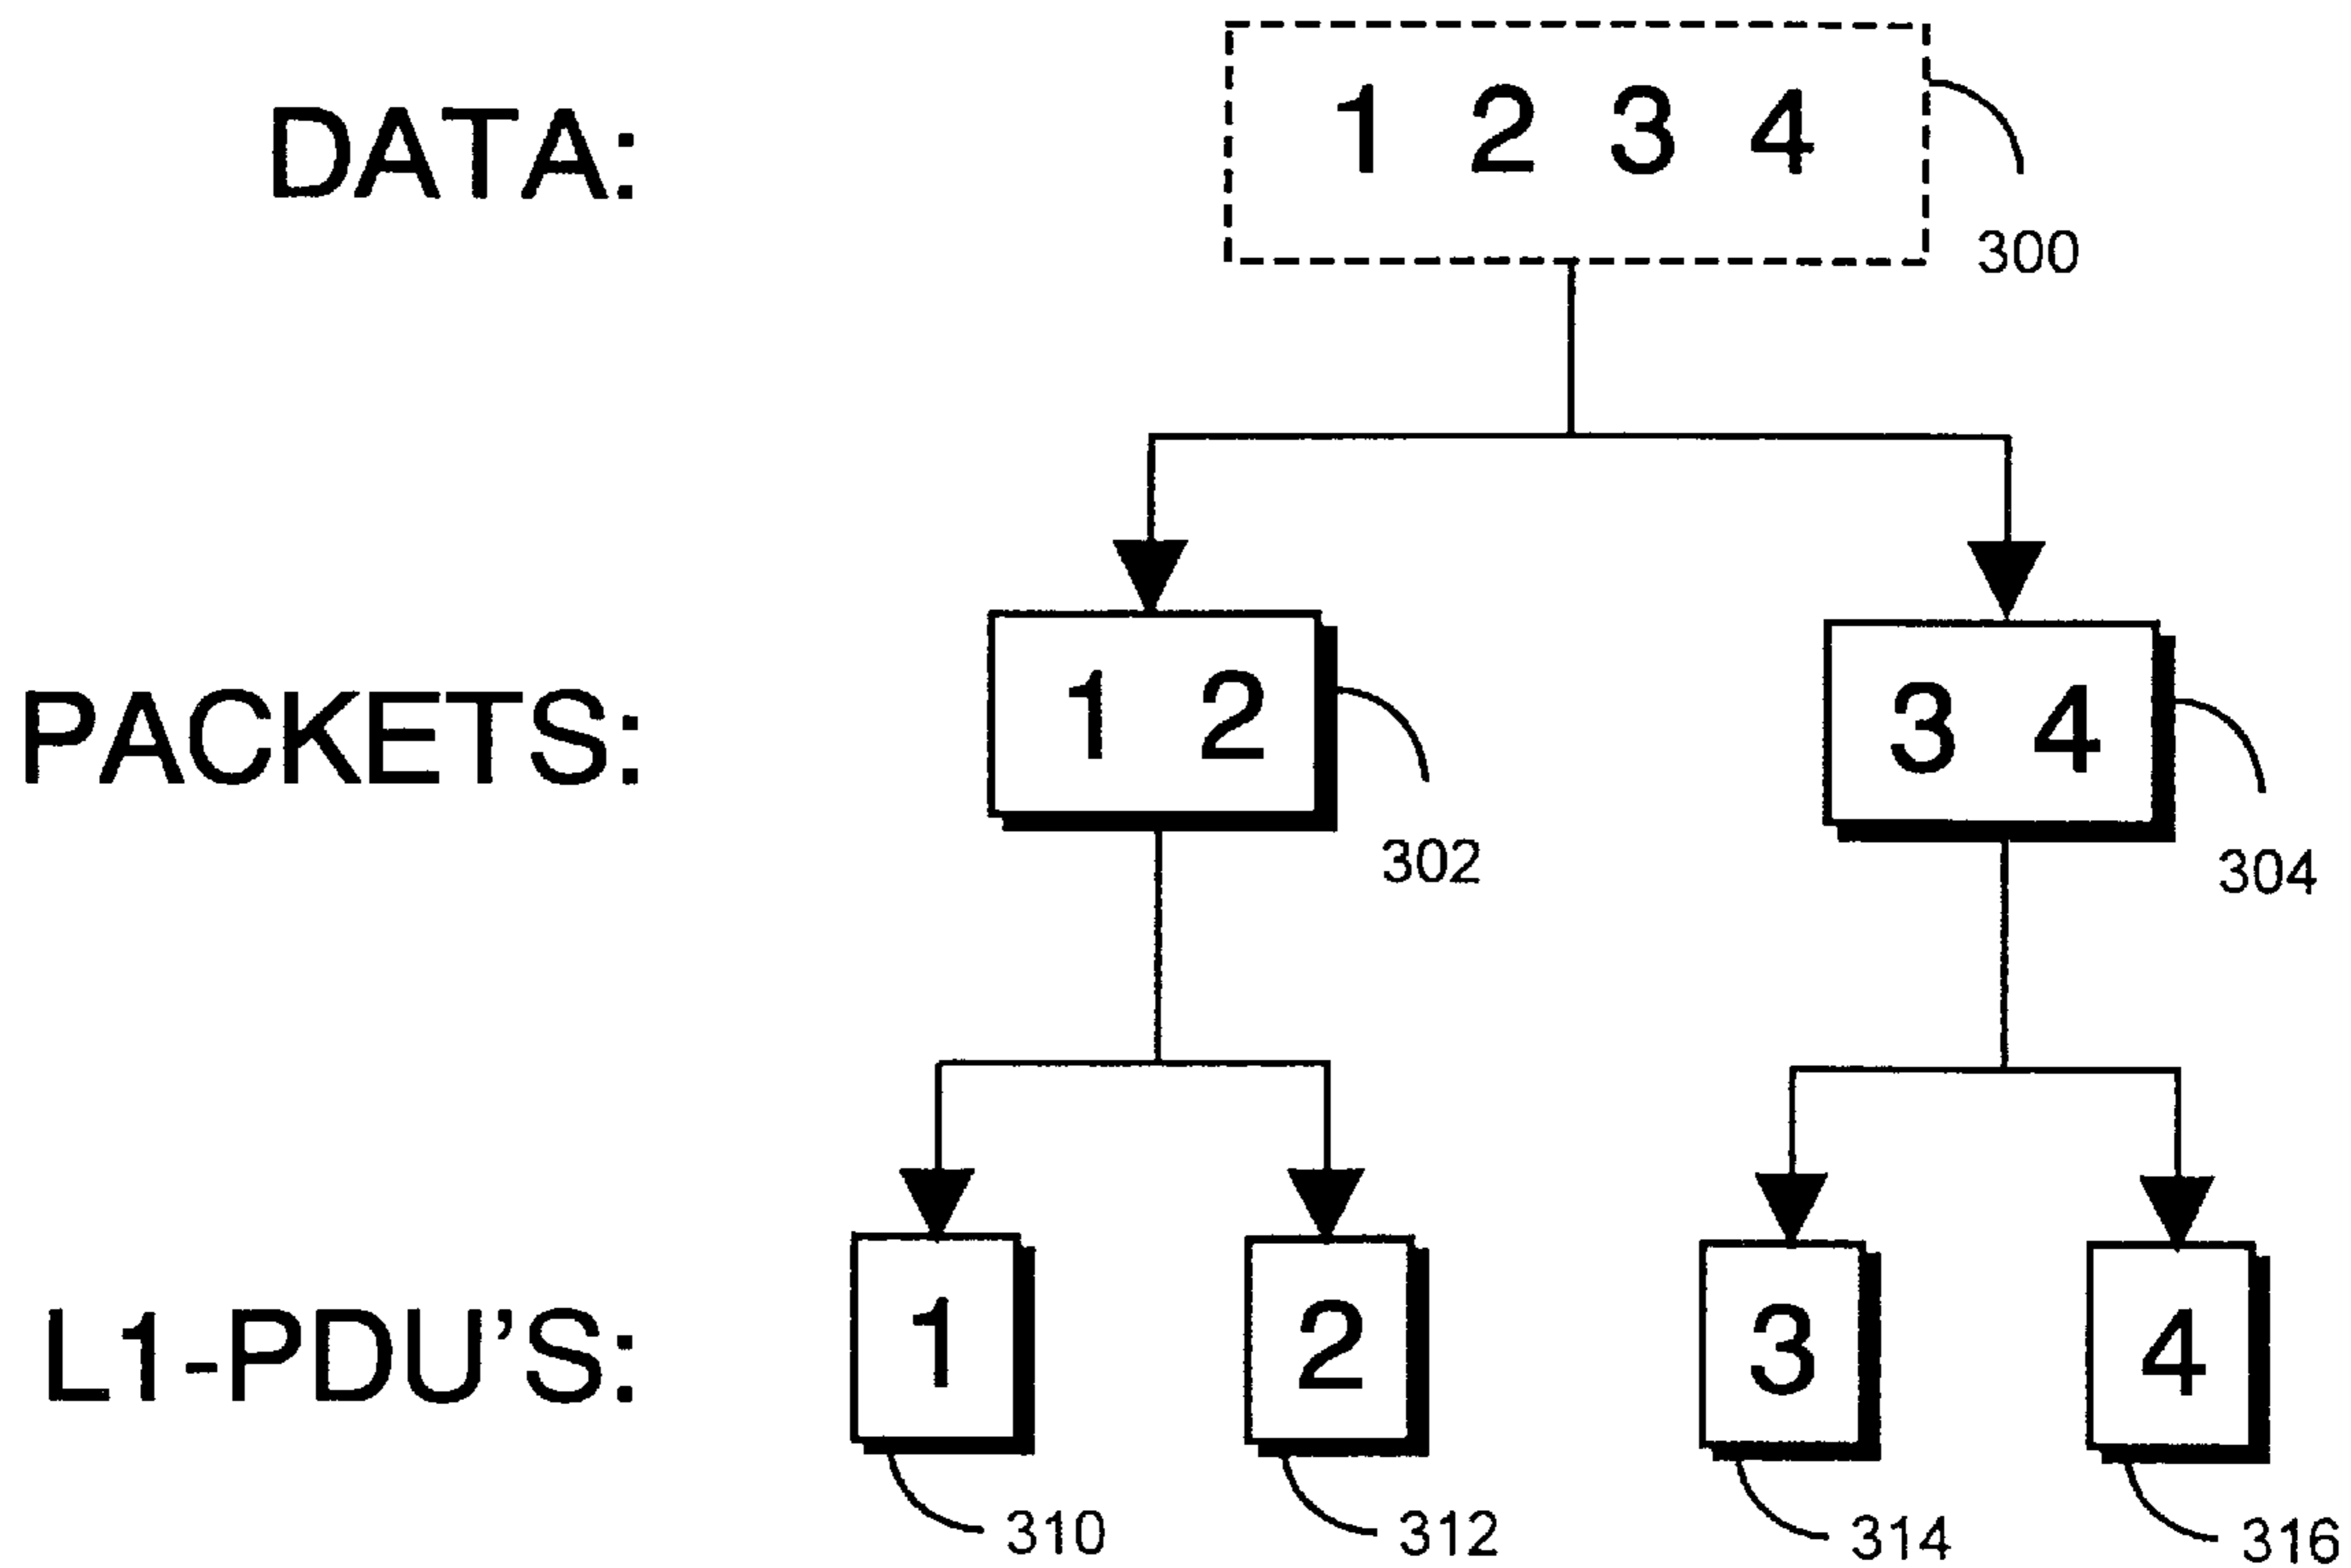 DATA: 1 2 3 4
300
PACKETS: 1 2 3 4
302 304
L1-PDU'S: 1 2 3 4
310 312 314 316